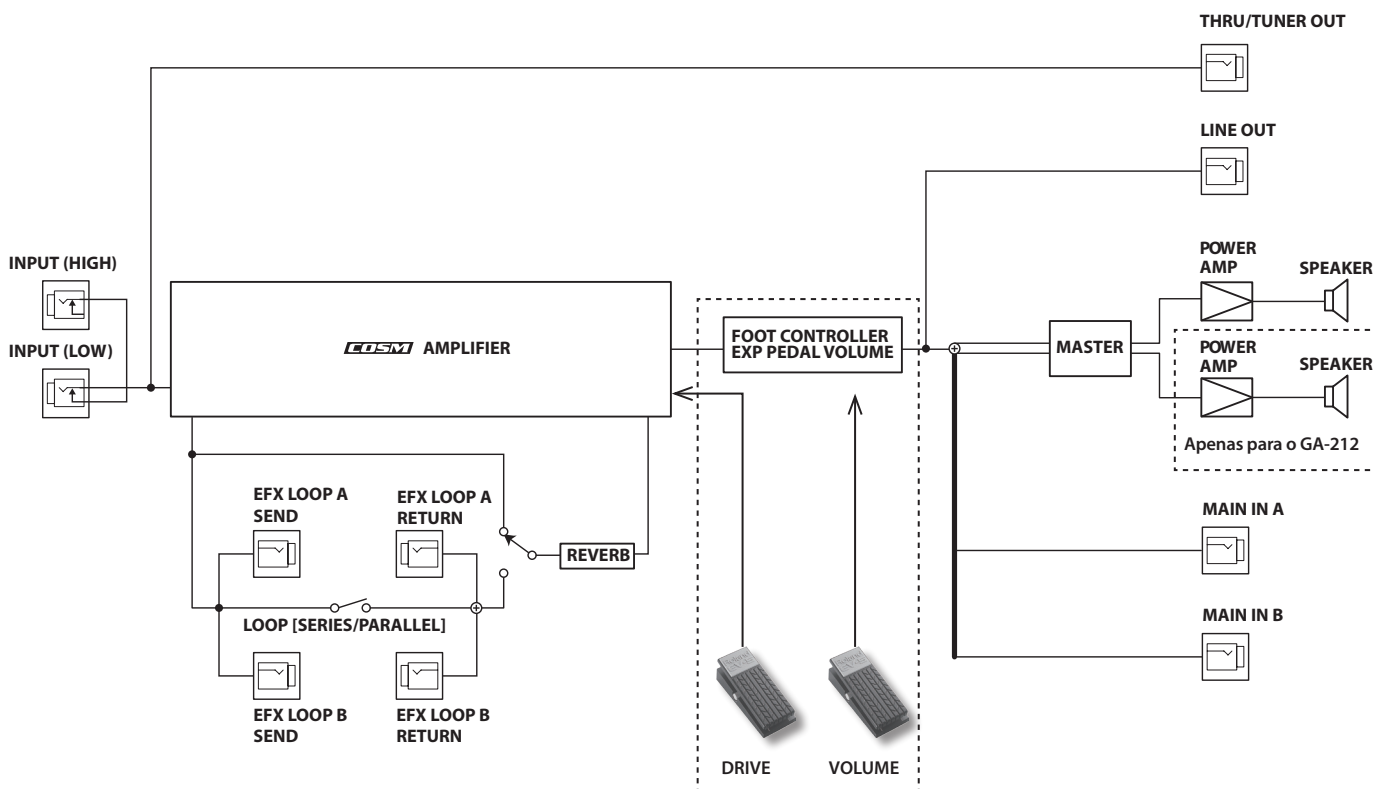 THRU/TUNER OUT
LINE OUT
INPUT (HIGH)
INPUT (LOW)
COSM AMPLIFIER
FOOT CONTROLLER
EXP PEDAL VOLUME
MASTER
POWER
AMP
SPEAKER
POWER
AMP
SPEAKER
Apenas para o GA-212
EFX LOOP A
SEND
EFX LOOP A
RETURN
REVERB
LOOP [SERIES/PARALLEL]
EFX LOOP B
SEND
EFX LOOP B
RETURN
MAIN IN A
MAIN IN B
DRIVE
VOLUME